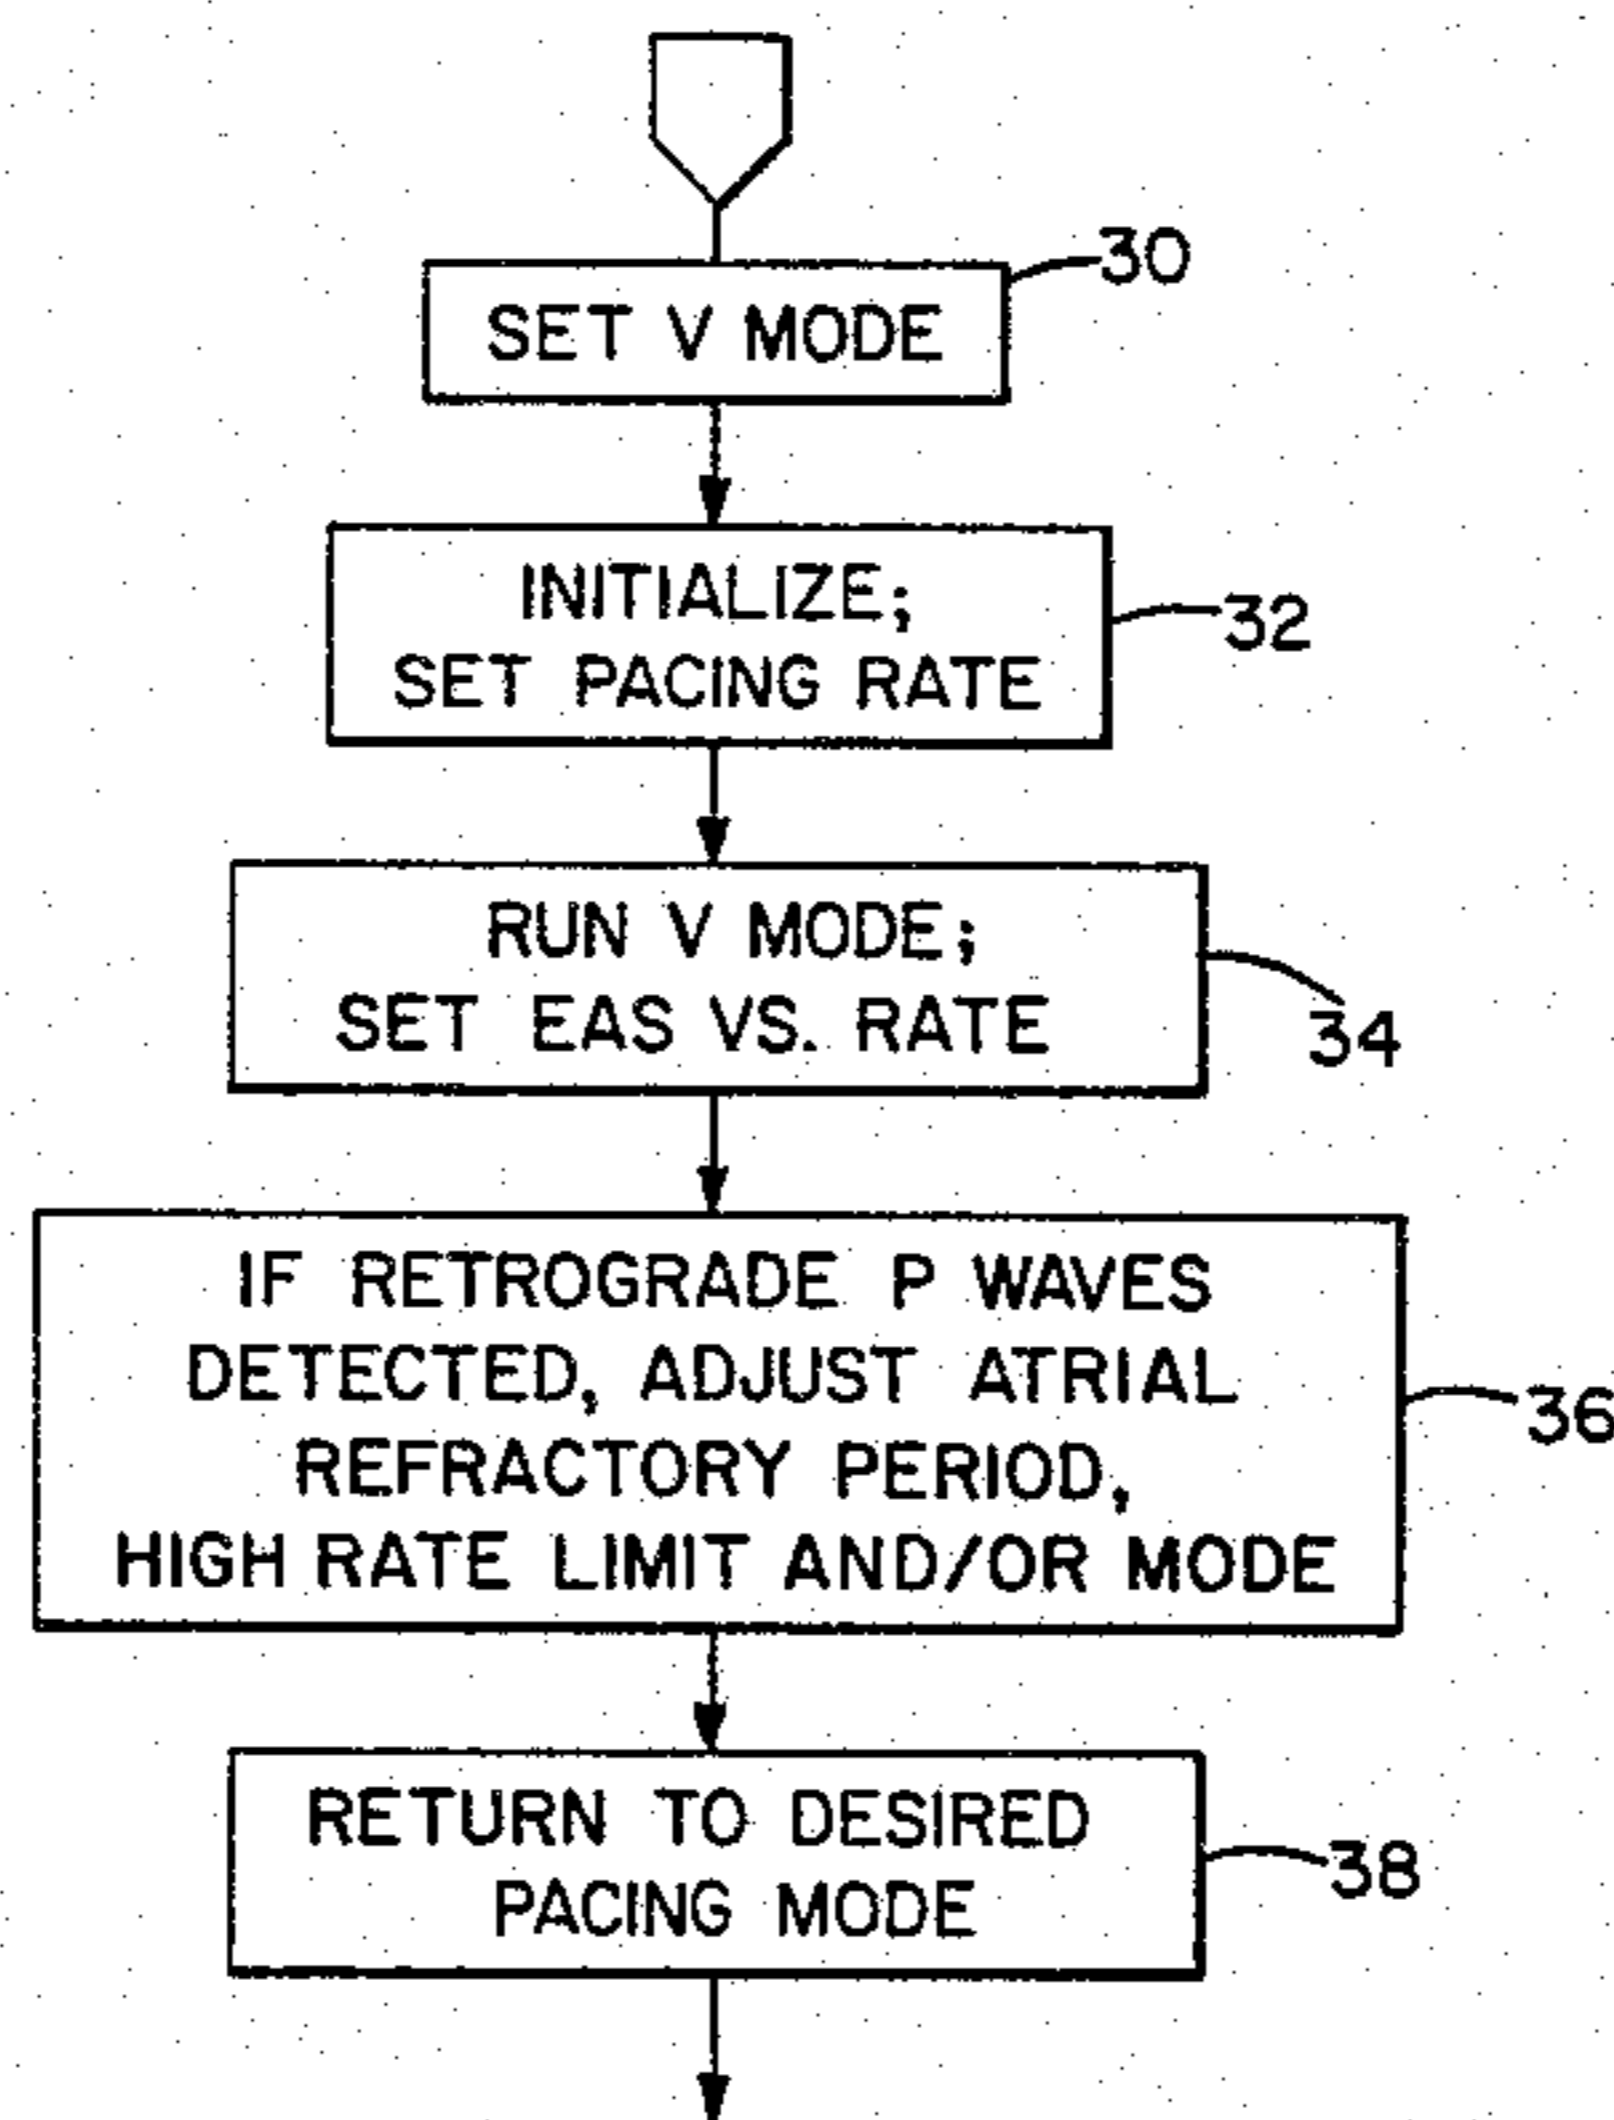 30
SET V MODE
INITIALIZE;
SET PACING RATE
32
RUN V MODE;
SET EAS VS. RATE
34
IF RETROGRADE P WAVES
DETECTED, ADJUST ATRIAL
REFRACTORY PERIOD,
HIGH RATE LIMIT AND/OR MODE
36
RETURN TO DESIRED
PACING MODE
38